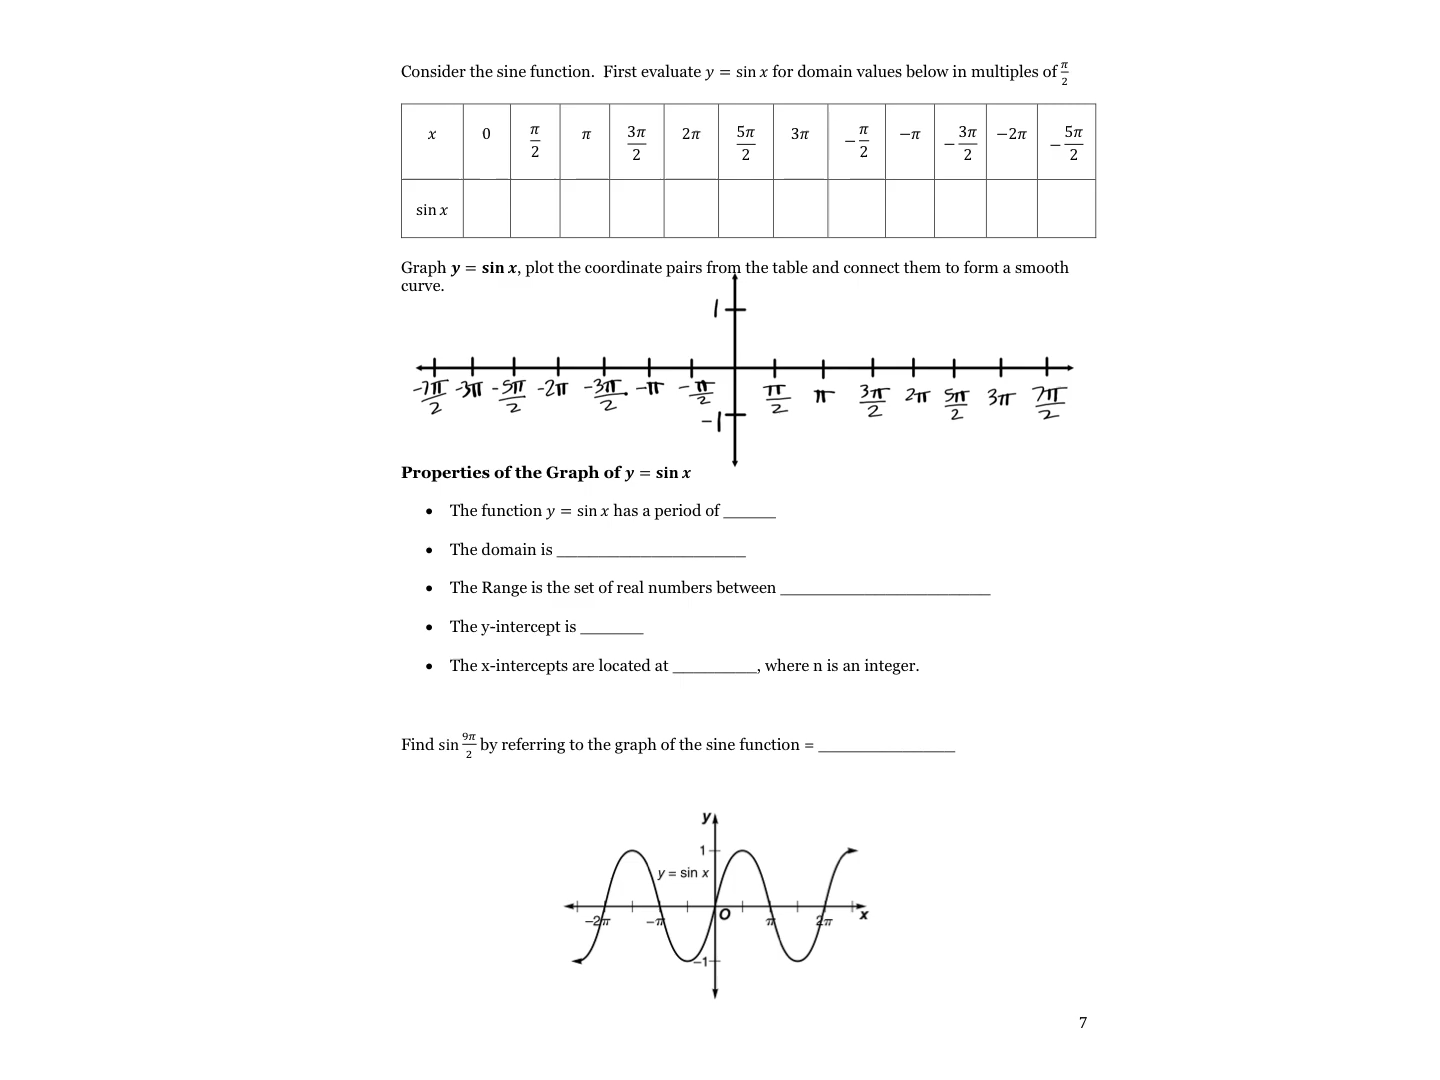 Consider the sine function.  First evaluate y = sin x for domain values below in multiples of π/2
x 0 π/2 π 3π/2 2π 5π/2 3π −π/2 −π −3π/2 −2π −5π/2
sin x
Graph y = sin x, plot the coordinate pairs from the table and connect them to form a smooth
curve.
1
-7π/2 -3π -5π/2 -2π -3π/2 -π -π/2 π/2 π 3π/2 2π 5π/2 3π 7π/2
-1
Properties of the Graph of y = sin x
• The function y = sin x has a period of ______
• The domain is ______________________
• The Range is the set of real numbers between ________________________
• The y-intercept is _______
• The x-intercepts are located at __________, where n is an integer.
Find sin 9π/2 by referring to the graph of the sine function = ________________
y
1
y = sin x
−2π −π O π 2π x
−1
7